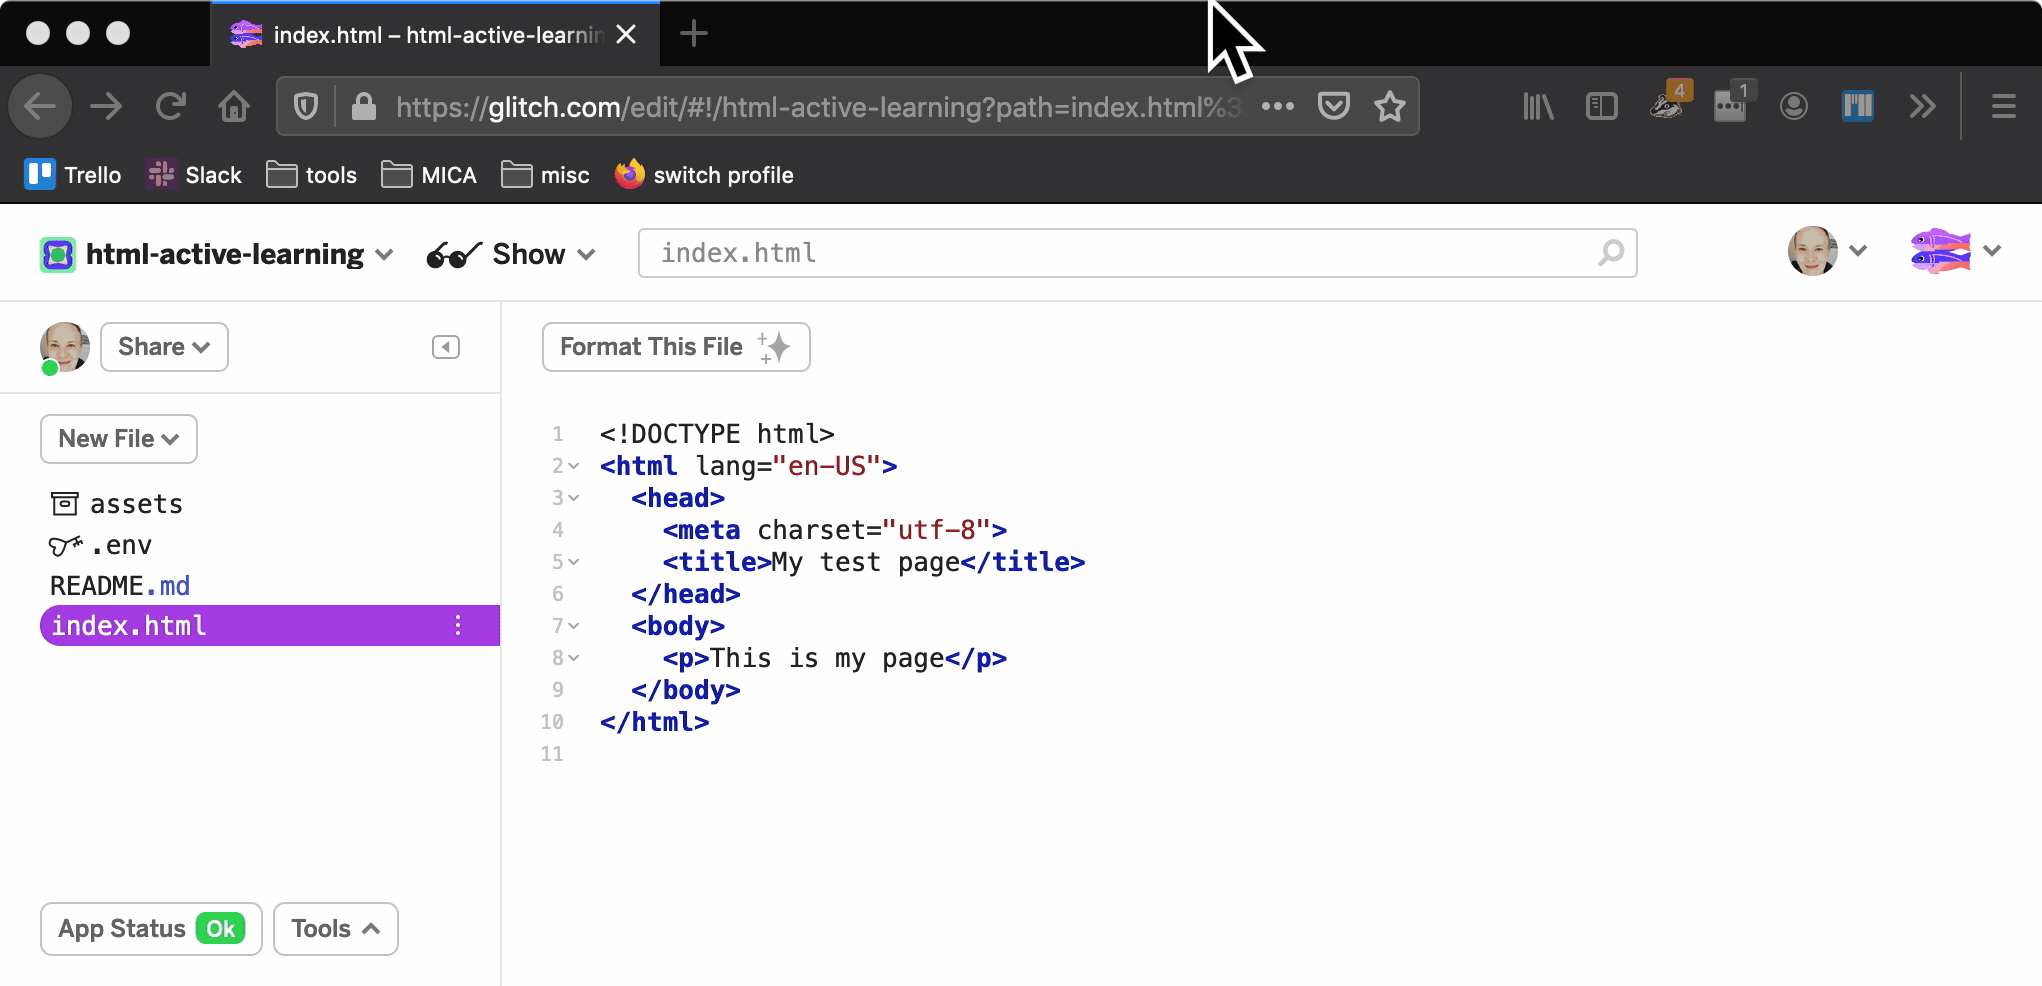 index.html – html-active-learnin
https://glitch.com/edit/#!/html-active-learning?path=index.html%3
4
1
Trello
Slack
tools
MICA
misc
switch profile
html-active-learning
Show
index.html
Share
Format This File
New File
assets
.env
README.md
index.html
1 <!DOCTYPE html>
2 <html lang="en-US">
3 <head>
4 <meta charset="utf-8">
5 <title>My test page</title>
6 </head>
7 <body>
8 <p>This is my page</p>
9 </body>
10 </html>
11
App Status Ok
Tools